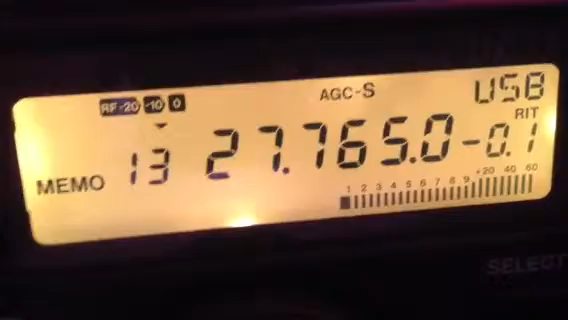 RF-20 -10 0 AGC-S USB
RIT
MEMO 13 27.765.0 -0.1
1 2 3 4 5 6 7 8 9 +20 40 60
SELECT